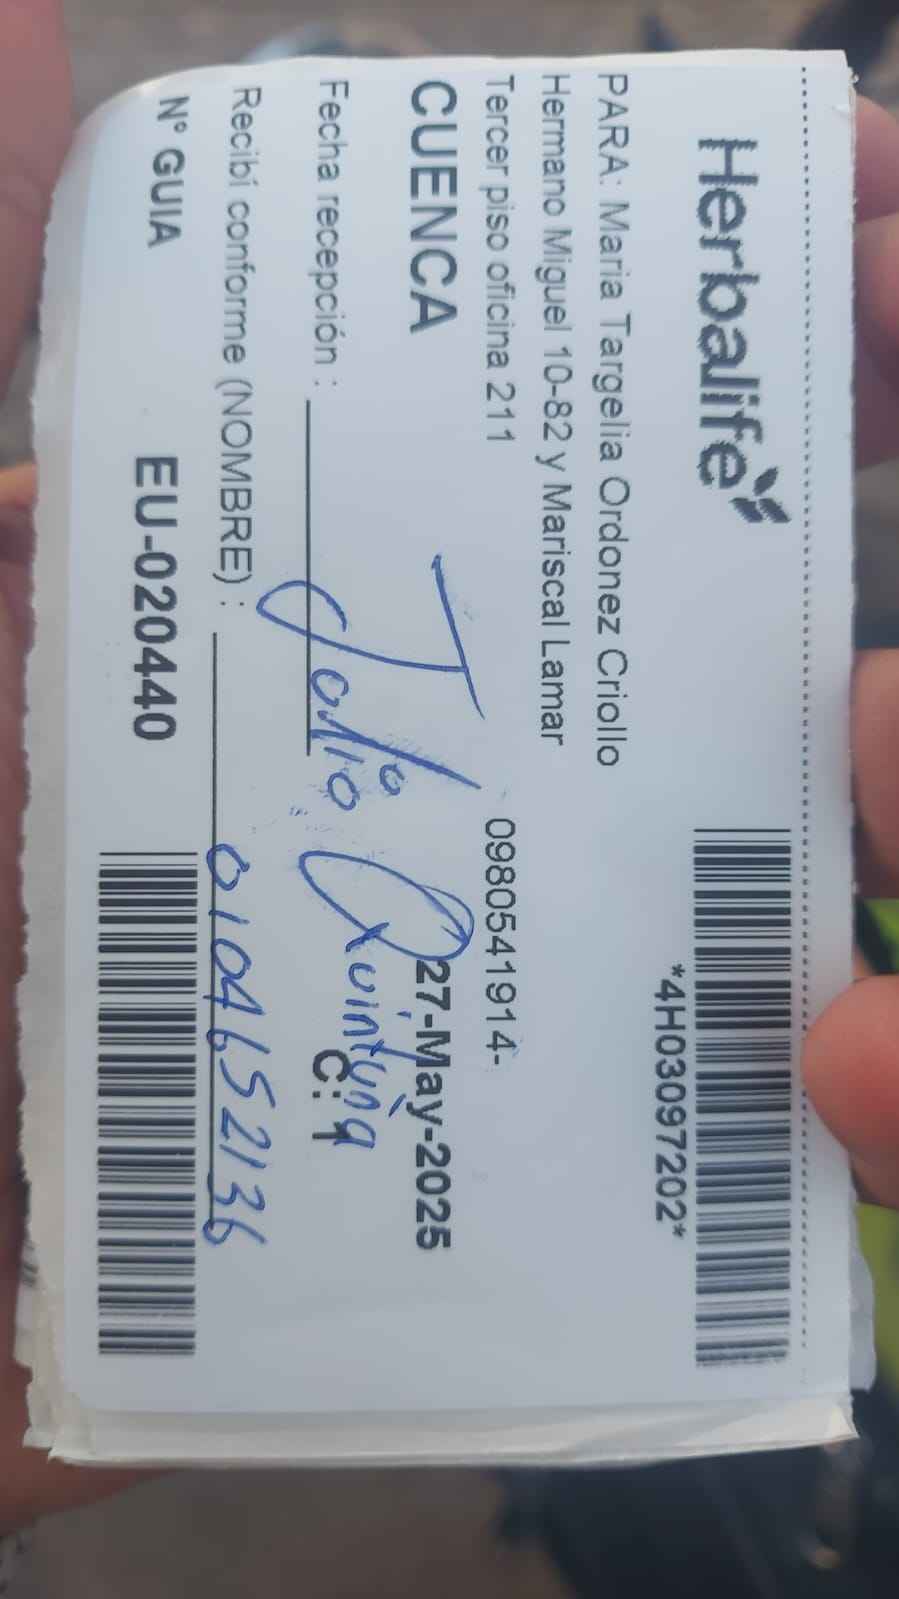 Herbalife
*4H03097202*
PARA: Maria Targelia Ordonez Criollo
Hermano Miguel 10-82 y Mariscal Lamar
Tercer piso oficina 211
0980541914-
CUENCA
27-May-2025
Fecha recepción :
Julio Quintuña
C: 1
Recibí conforme (NOMBRE) :
0104652136
N° GUIA
EU-020440